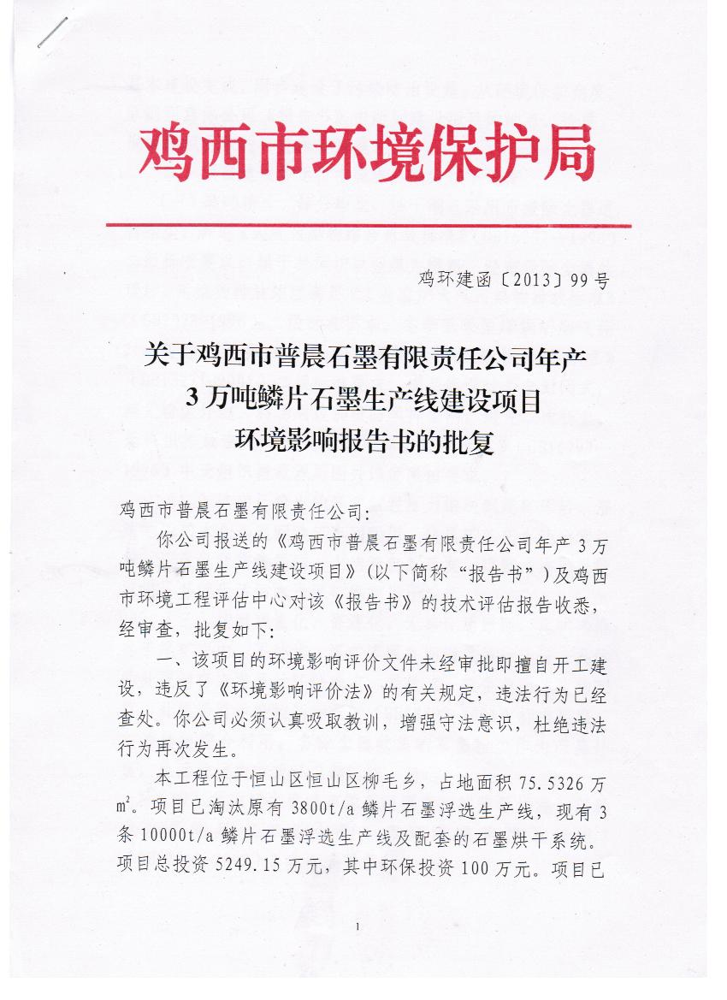 鸡西市环境保护局
鸡环建函〔2013〕99号
关于鸡西市普晨石墨有限责任公司年产
3万吨鳞片石墨生产线建设项目
环境影响报告书的批复
鸡西市普晨石墨有限责任公司：
你公司报送的《鸡西市普晨石墨有限责任公司年产3万
吨鳞片石墨生产线建设项目》(以下简称“报告书”)及鸡西
市环境工程评估中心对该《报告书》的技术评估报告收悉，
经审查，批复如下：
一、该项目的环境影响评价文件未经审批即擅自开工建
设，违反了《环境影响评价法》的有关规定，违法行为已经
查处。你公司必须认真吸取教训，增强守法意识，杜绝违法
行为再次发生。
本工程位于恒山区恒山区柳毛乡，占地面积75.5326万
m²。项目已淘汰原有3800t/a鳞片石墨浮选生产线，现有3
条10000t/a鳞片石墨浮选生产线及配套的石墨烘干系统。
项目总投资5249.15万元，其中环保投资100万元。项目已
1